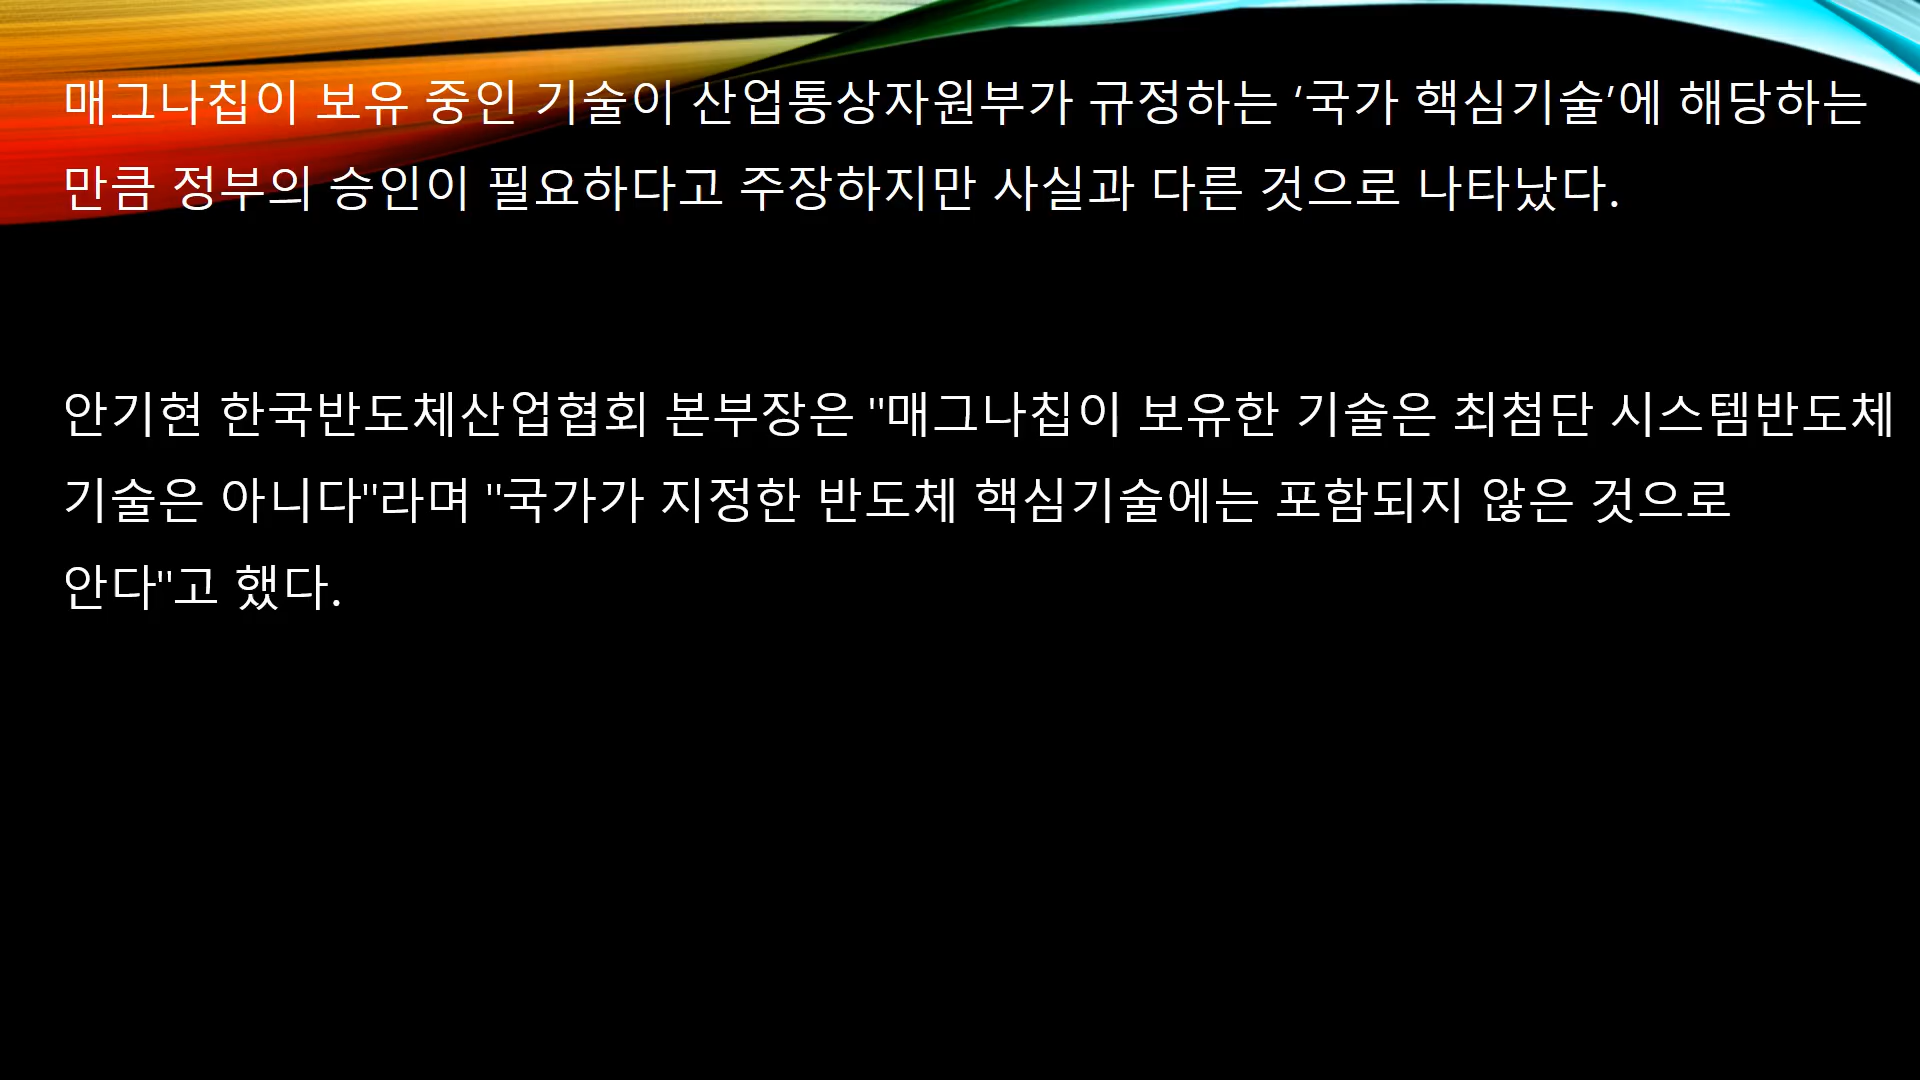 매그나칩이 보유 중인 기술이 산업통상자원부가 규정하는 ‘국가 핵심기술’에 해당하는
만큼 정부의 승인이 필요하다고 주장하지만 사실과 다른 것으로 나타났다.
안기현 한국반도체산업협회 본부장은 "매그나칩이 보유한 기술은 최첨단 시스템반도체
기술은 아니다"라며 "국가가 지정한 반도체 핵심기술에는 포함되지 않은 것으로
안다"고 했다.